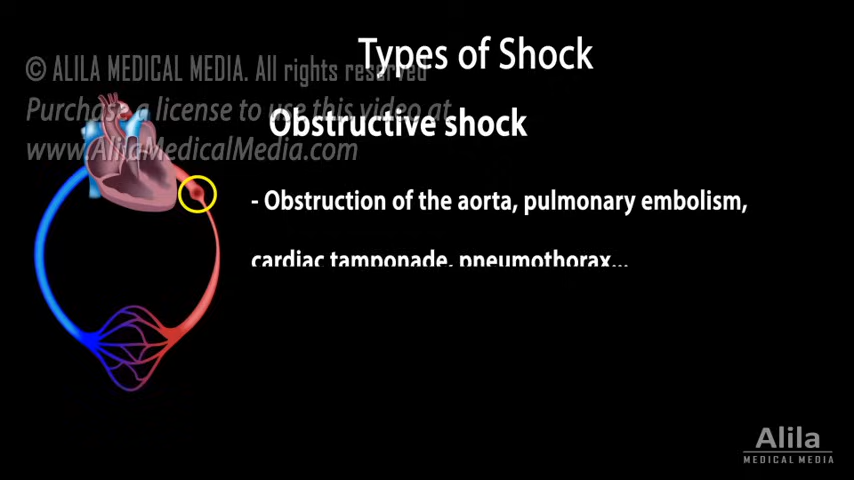 Types of Shock
© ALILA MEDICAL MEDIA. All rights reserved
Purchase a license to use this video at
www.AlilaMedicalMedia.com
Obstructive shock
- Obstruction of the aorta, pulmonary embolism,
cardiac tamponade, pneumothorax...
Alila
MEDICAL MEDIA